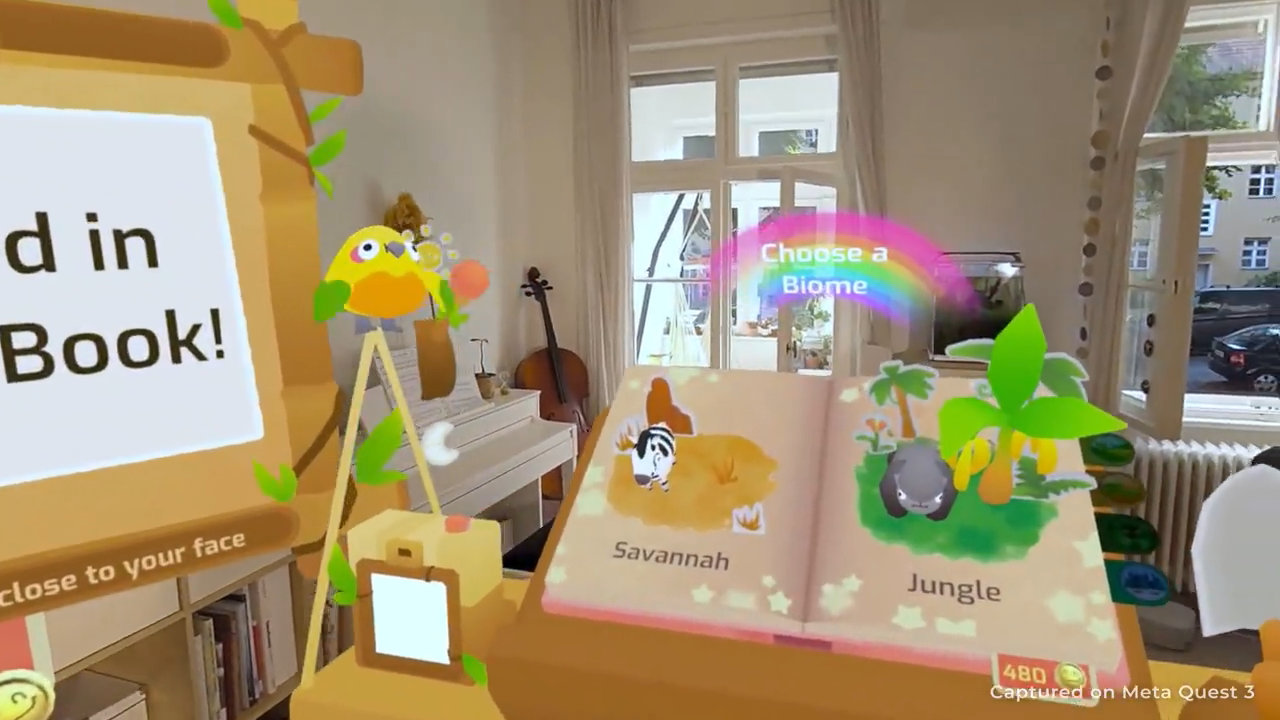 d in
Book!
close to your face
Choose a
Biome
Savannah
Jungle
480
Captured on Meta Quest 3